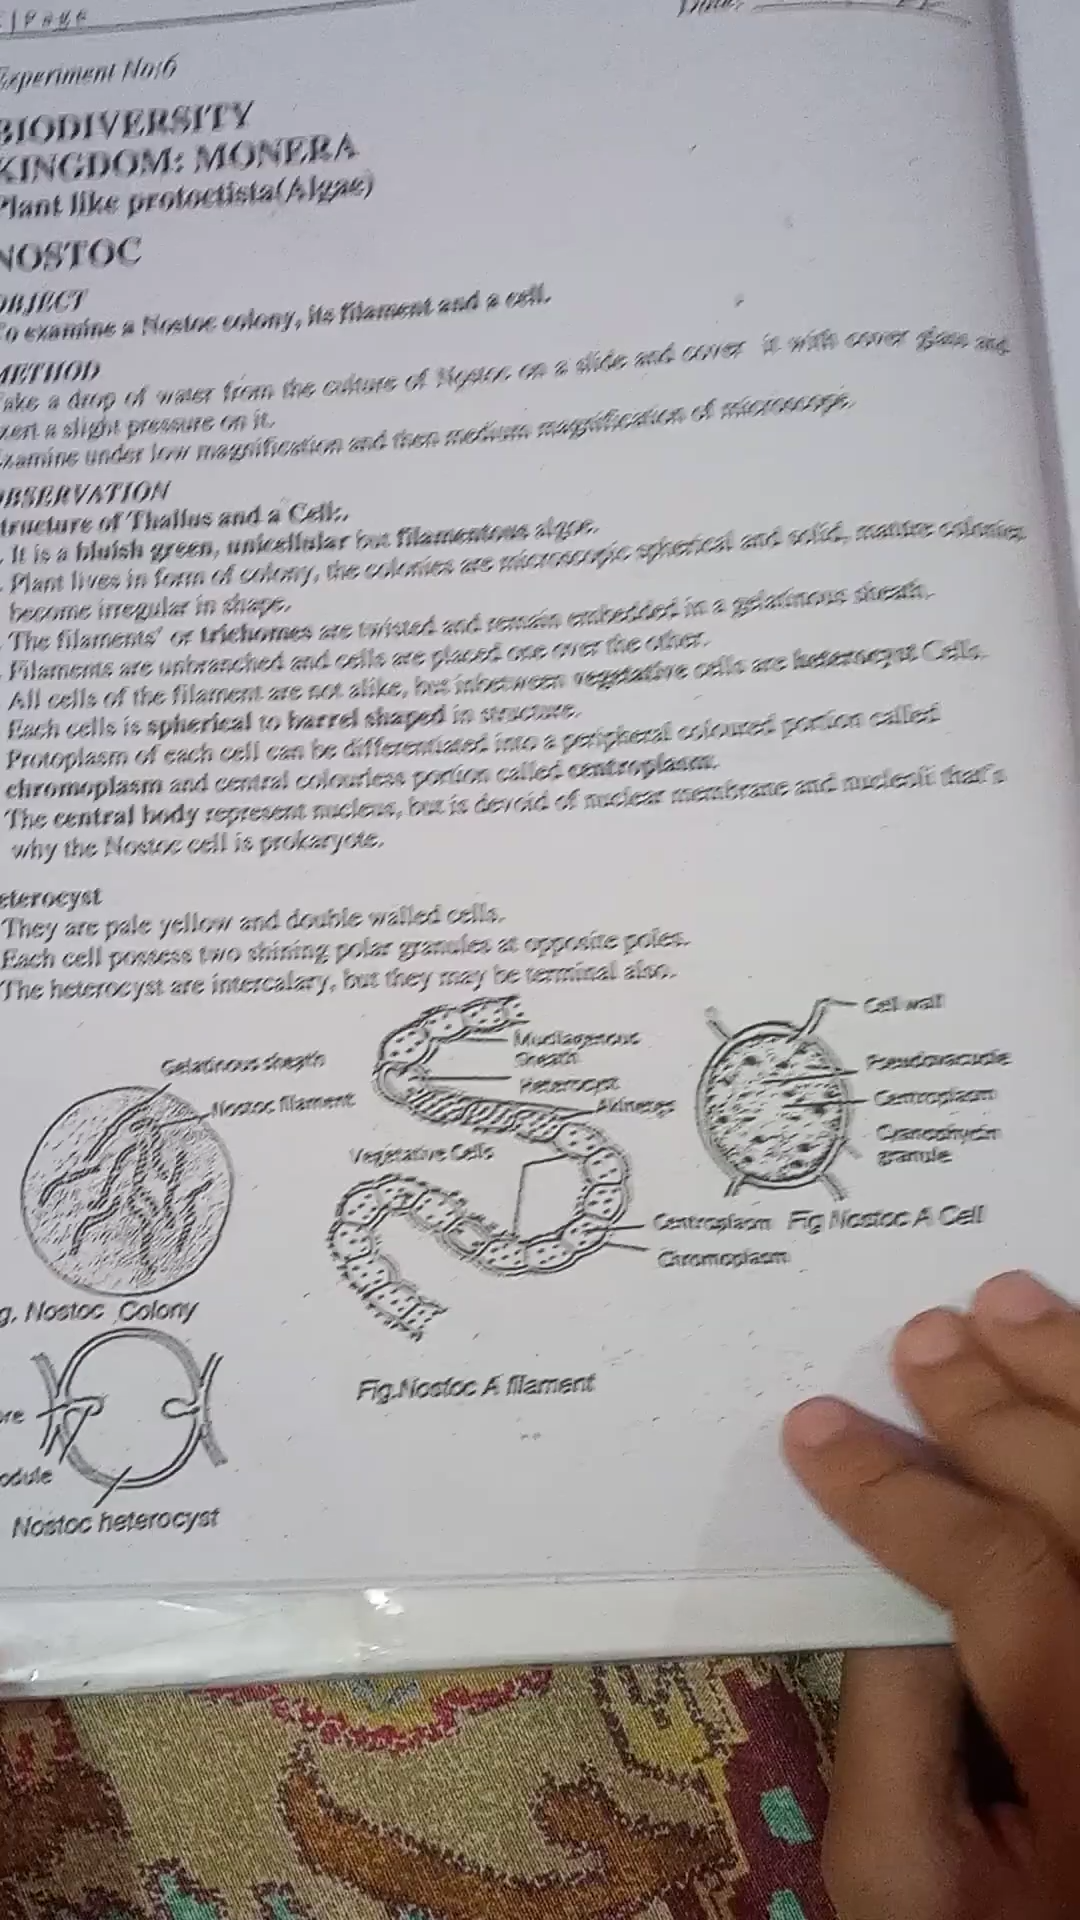 Page
Date:
Experiment No:6
BIODIVERSITY
KINGDOM: MONERA
Plant like protoctista(Algae)
NOSTOC
OBJECT
To examine a Nostoc colony, its filament and a cell.
METHOD
Take a drop of water from the culture of Nostoc on a slide and cover it with cover glass and
exert a slight pressure on it.
Examine under low magnification and then medium magnification of microscope.
OBSERVATION
Structure of Thallus and a Cell:.
. It is a bluish green, unicellular but filamentous algae.
. Plant lives in form of colony, the colonies are microscopic spherical and solid, mature colonies
become irregular in shape.
The filaments' or trichomes are twisted and remain embedded in a gelatinous sheath.
. Filaments are unbranched and cells are placed one over the other.
All cells of the filament are not alike, but inbetween vegetative cells are heterocyst Cells.
Each cells is spherical to barrel shaped in structure.
Protoplasm of each cell can be differentiated into a peripheral coloured portion called
chromoplasm and central colourless portion called centroplasm.
The central body represent nucleus, but is devoid of nuclear membrane and nucleoli that's
why the Nostoc cell is prokaryote.
eterocyst
They are pale yellow and double walled cells.
Each cell possess two shining polar granules at opposite poles.
The heterocyst are intercalary, but they may be terminal also.
Gelatinous sheath
Nostoc filament
g. Nostoc Colony
Mucilagenous
Sheath
Heterocyst
Akinetes
Vegetative Cells
Centroplasm
Chromoplasm
Fig.Nostoc A filament
Cell wall
Pseudovacuole
Centroplasm
Cyanophycin
granule
Fig Nostoc A Cell
ore
odule
Nostoc heterocyst